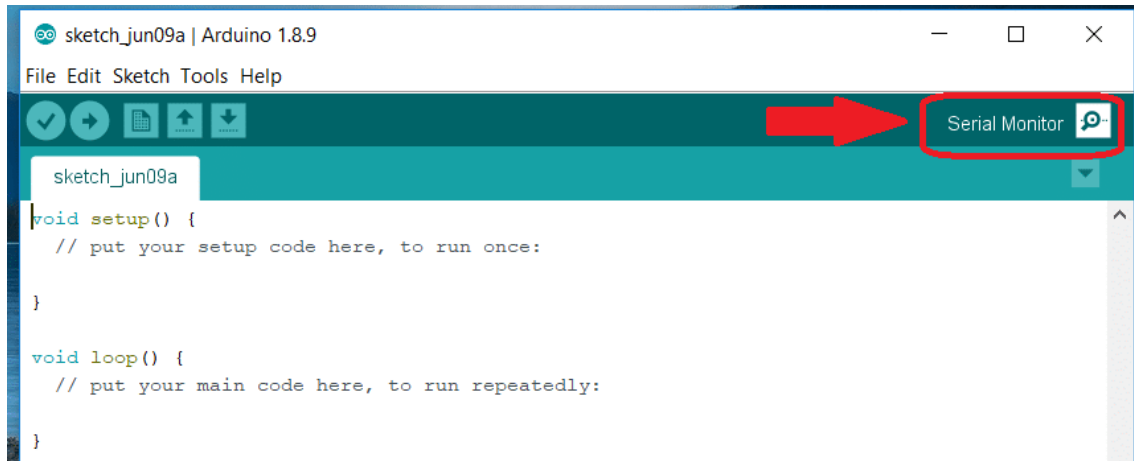 sketch_jun09a | Arduino 1.8.9
File Edit Sketch Tools Help
Serial Monitor
sketch_jun09a
void setup() {
  // put your setup code here, to run once:
}
void loop() {
  // put your main code here, to run repeatedly:
}